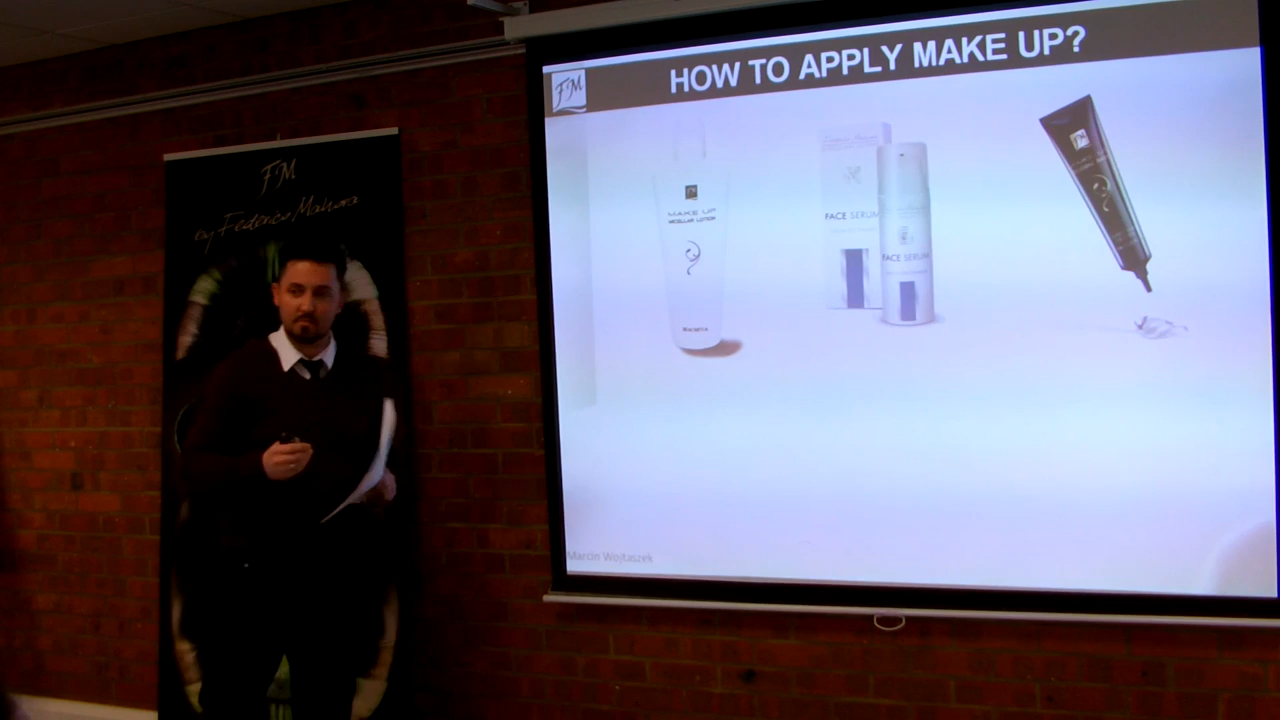 HOW TO APPLY MAKE UP?
FM
FM
by Federico Mahora
MAKE UP
MICELLAR LOTION
FACE SERUM
FACE SERUM
Marcin Wojtaszek